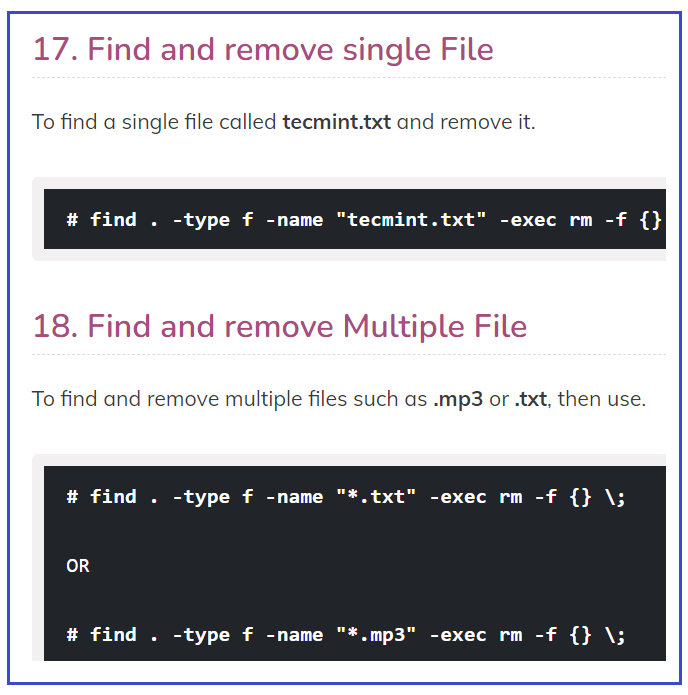 17. Find and remove single File
To find a single file called tecmint.txt and remove it.
# find . -type f -name "tecmint.txt" -exec rm -f {}
18. Find and remove Multiple File
To find and remove multiple files such as .mp3 or .txt, then use.
# find . -type f -name "*.txt" -exec rm -f {} \;
OR
# find . -type f -name "*.mp3" -exec rm -f {} \;